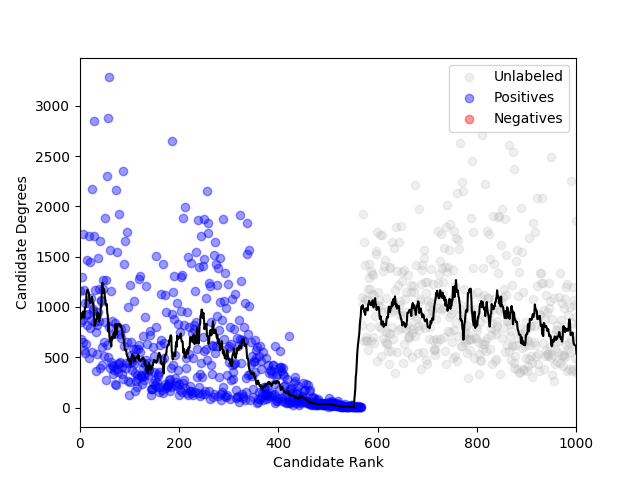 Unlabeled
Positives
Negatives
3000
2500
2000
1500
1000
500
0
Candidate Degrees
0 200 400 600 800 1000
Candidate Rank